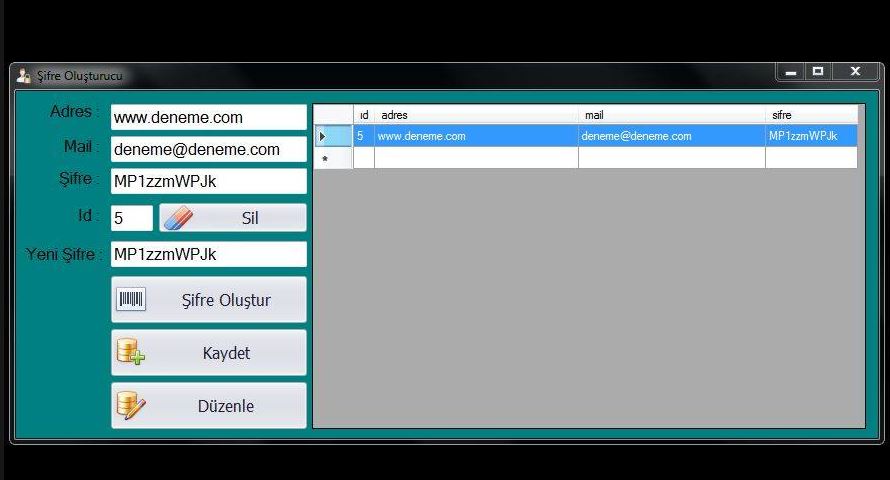 Şifre Oluşturucu
Adres : www.deneme.com
Mail : deneme@deneme.com
Şifre : MP1zzmWPJk
Id : 5 Sil
Yeni Şifre : MP1zzmWPJk
Şifre Oluştur
Kaydet
Düzenle
ıd adres mail sifre
5 www.deneme.com deneme@deneme.com MP1zzmWPJk